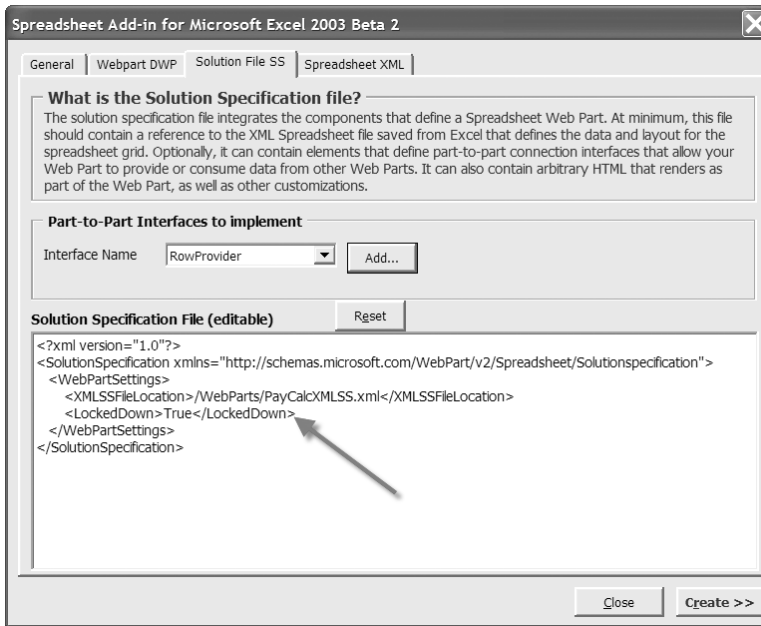 Spreadsheet Add-in for Microsoft Excel 2003 Beta 2
General
Webpart DWP
Solution File SS
Spreadsheet XML
What is the Solution Specification file?
The solution specification file integrates the components that define a Spreadsheet Web Part. At minimum, this file
should contain a reference to the XML Spreadsheet file saved from Excel that defines the data and layout for the
spreadsheet grid. Optionally, it can contain elements that define part-to-part connection interfaces that allow your
Web Part to provide or consume data from other Web Parts. It can also contain arbitrary HTML that renders as
part of the Web Part, as well as other customizations.
Part-to-Part Interfaces to implement
Interface Name
RowProvider
Add...
Solution Specification File (editable)
Reset
<?xml version="1.0"?>
<SolutionSpecification xmlns="http://schemas.microsoft.com/WebPart/v2/Spreadsheet/Solutionspecification">
<WebPartSettings>
<XMLSSFileLocation>/WebParts/PayCalcXMLSS.xml</XMLSSFileLocation>
<LockedDown>True</LockedDown>
</WebPartSettings>
</SolutionSpecification>
Close
Create >>